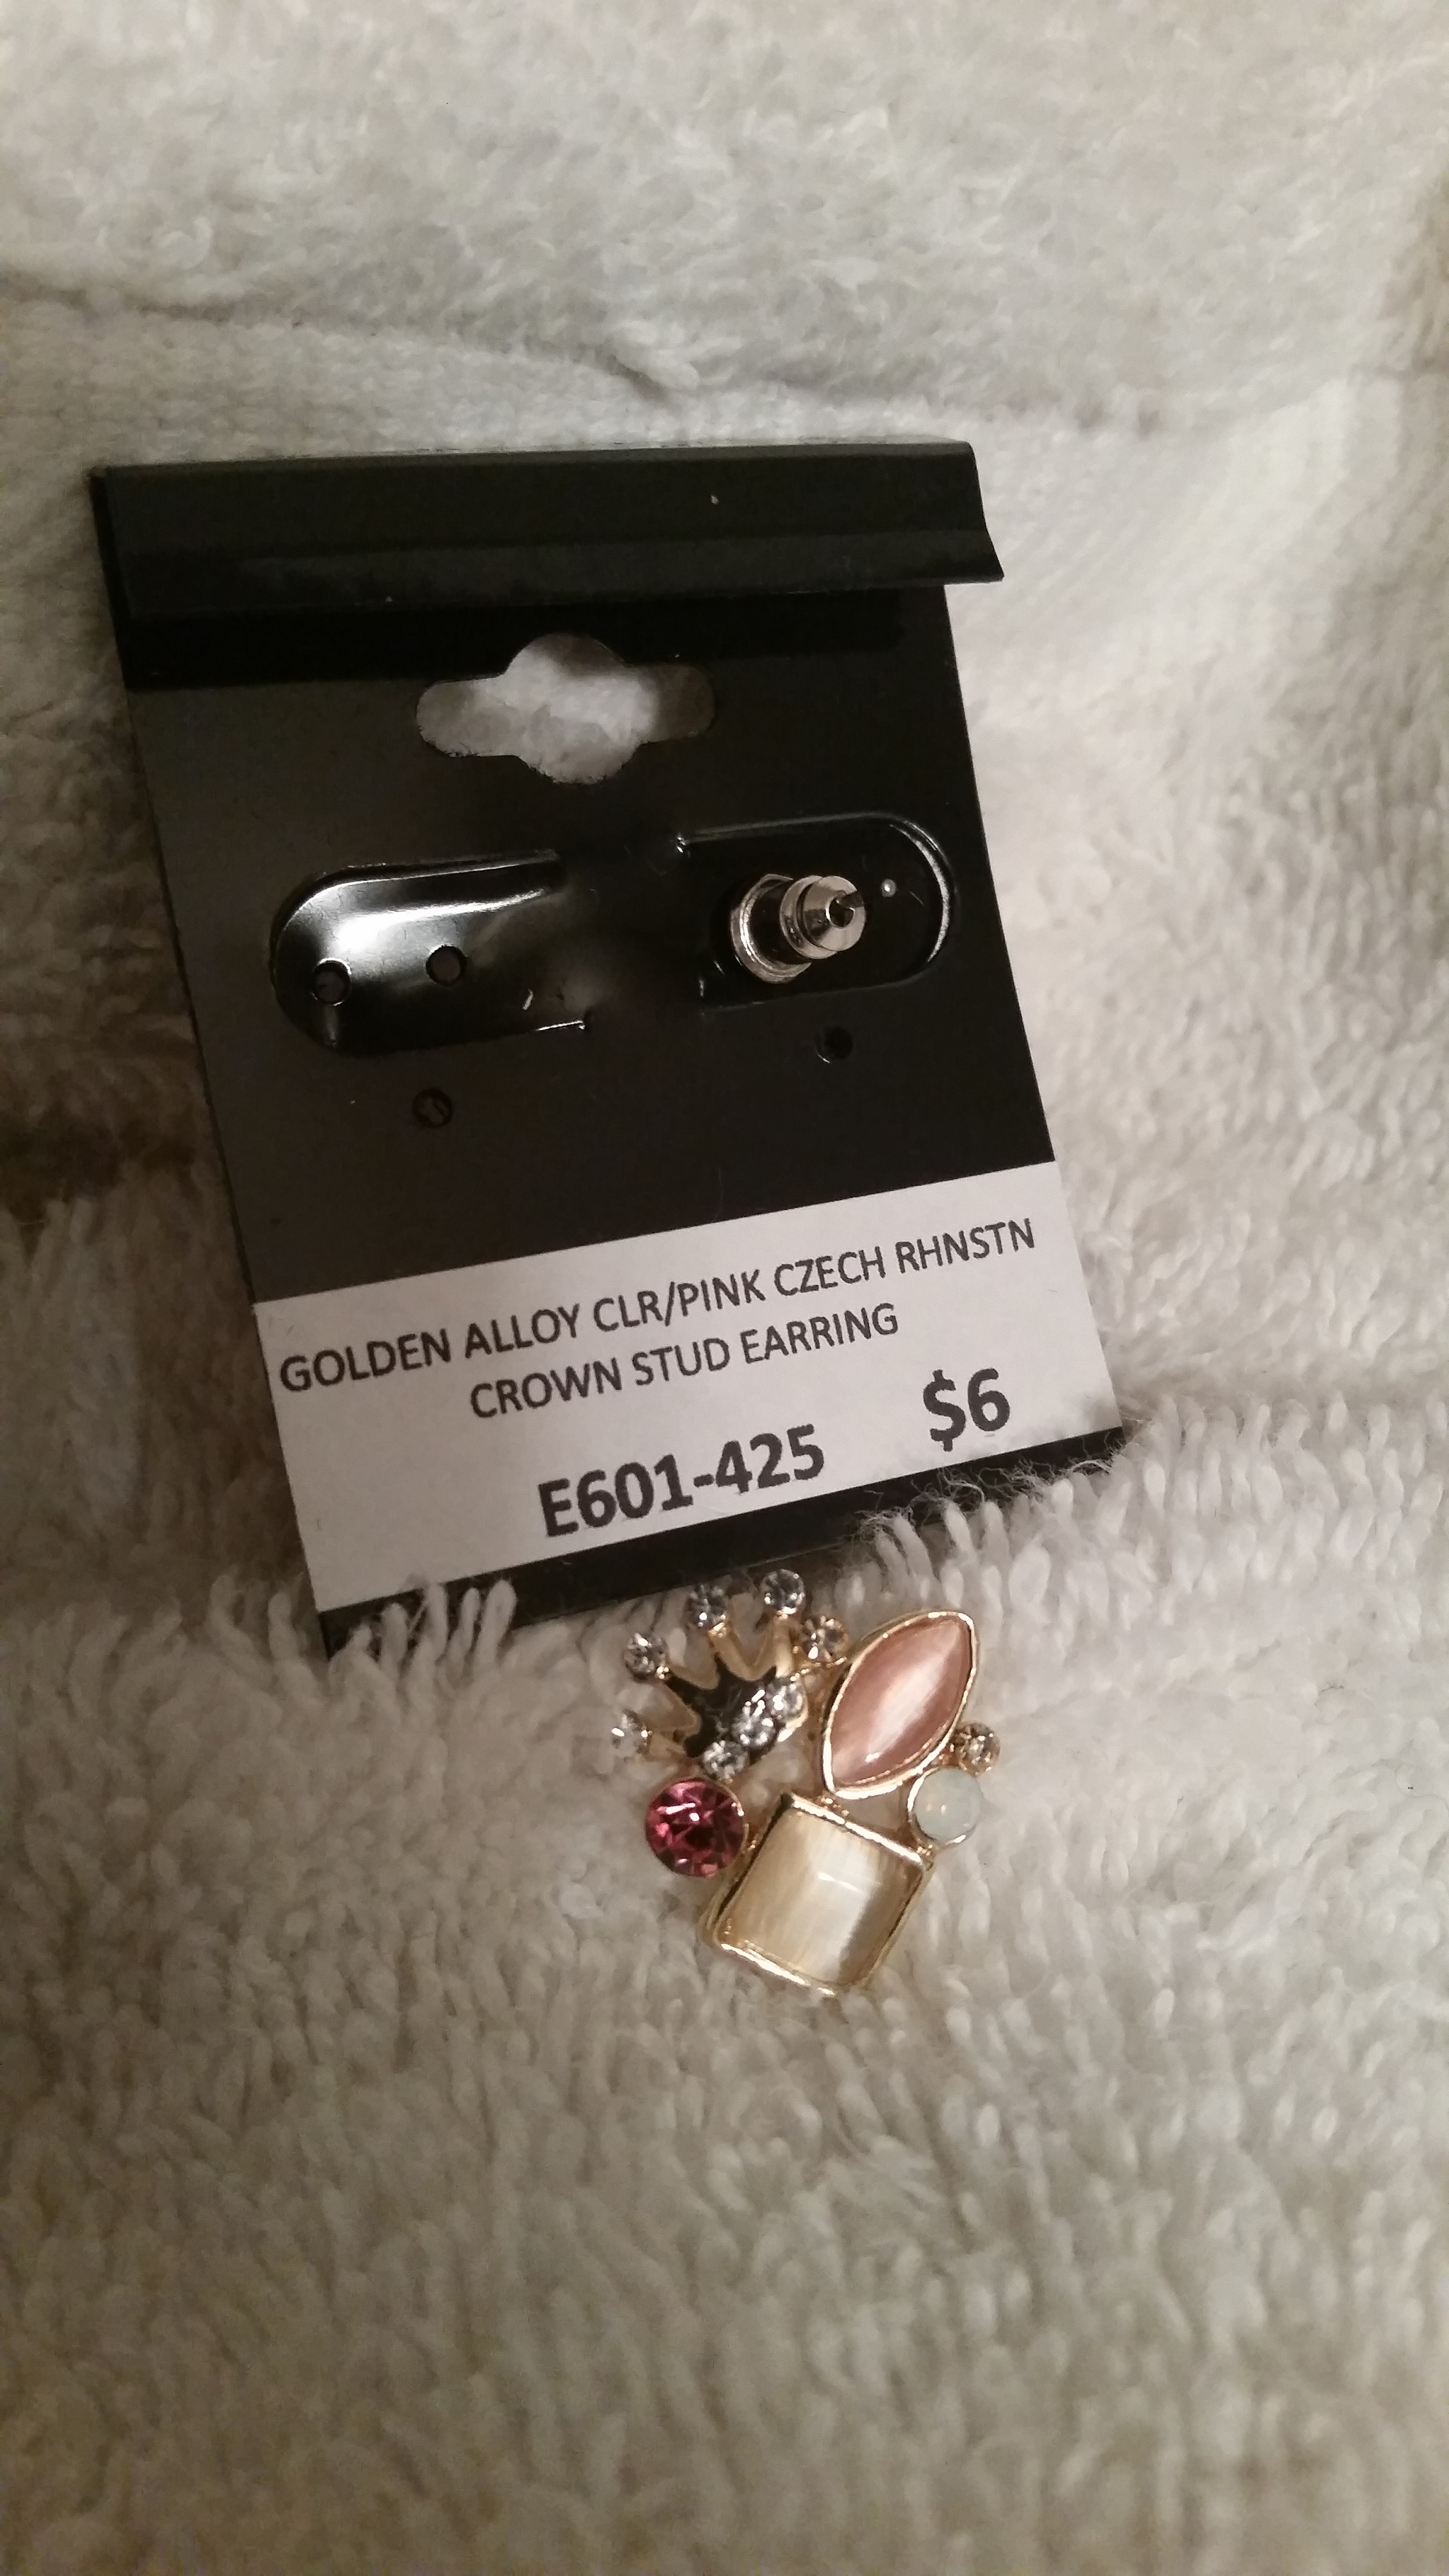 GOLDEN ALLOY CLR/PINK CZECH RHNSTN
CROWN STUD EARRING
E601-425 $6